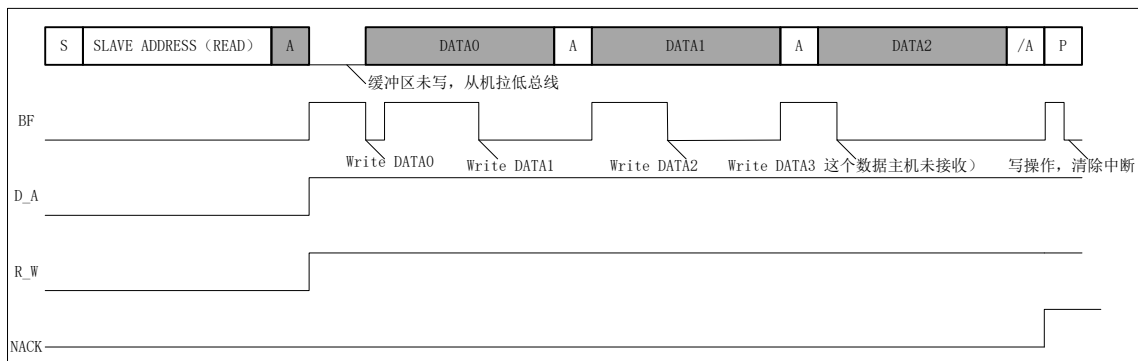 S SLAVE ADDRESS（READ） A DATA0 A DATA1 A DATA2 /A P
缓冲区未写，从机拉低总线
BF
Write DATA0 Write DATA1 Write DATA2 Write DATA3 这个数据主机未接收） 写操作，清除中断
D_A
R_W
NACK